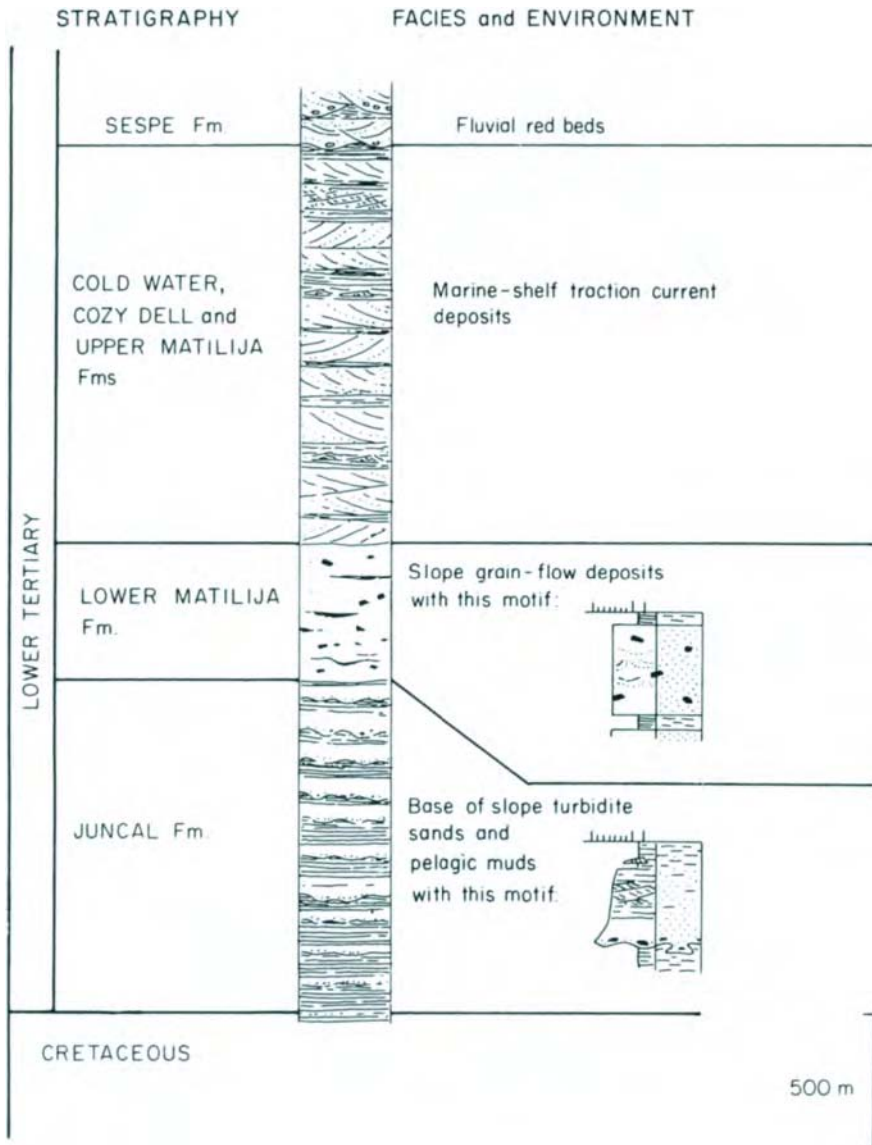 STRATIGRAPHY
FACIES and ENVIRONMENT
SESPE Fm.
Fluvial red beds
COLD WATER,
COZY DELL and
UPPER MATILIJA
Fms
Marine-shelf traction current
deposits
LOWER TERTIARY
LOWER MATILIJA
Fm.
Slope grain-flow deposits
with this motif:
JUNCAL Fm.
Base of slope turbidite
sands and
pelagic muds
with this motif:
CRETACEOUS
500 m